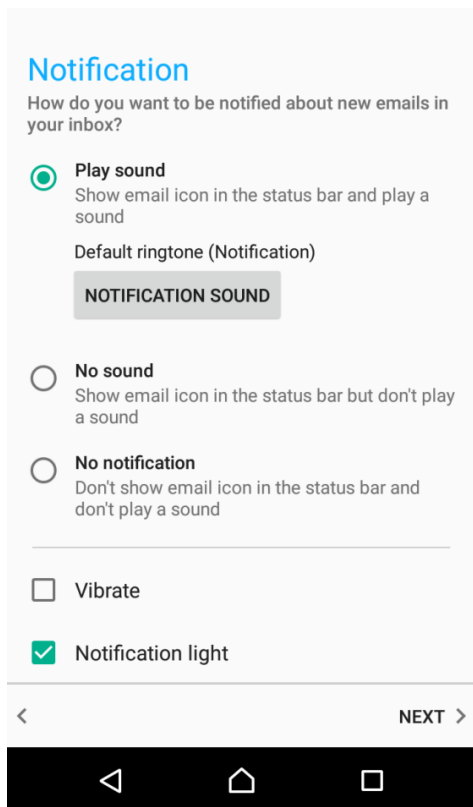 Notification
How do you want to be notified about new emails in
your inbox?
Play sound
Show email icon in the status bar and play a
sound
Default ringtone (Notification)
NOTIFICATION SOUND
No sound
Show email icon in the status bar but don't play
a sound
No notification
Don't show email icon in the status bar and
don't play a sound
Vibrate
Notification light
NEXT